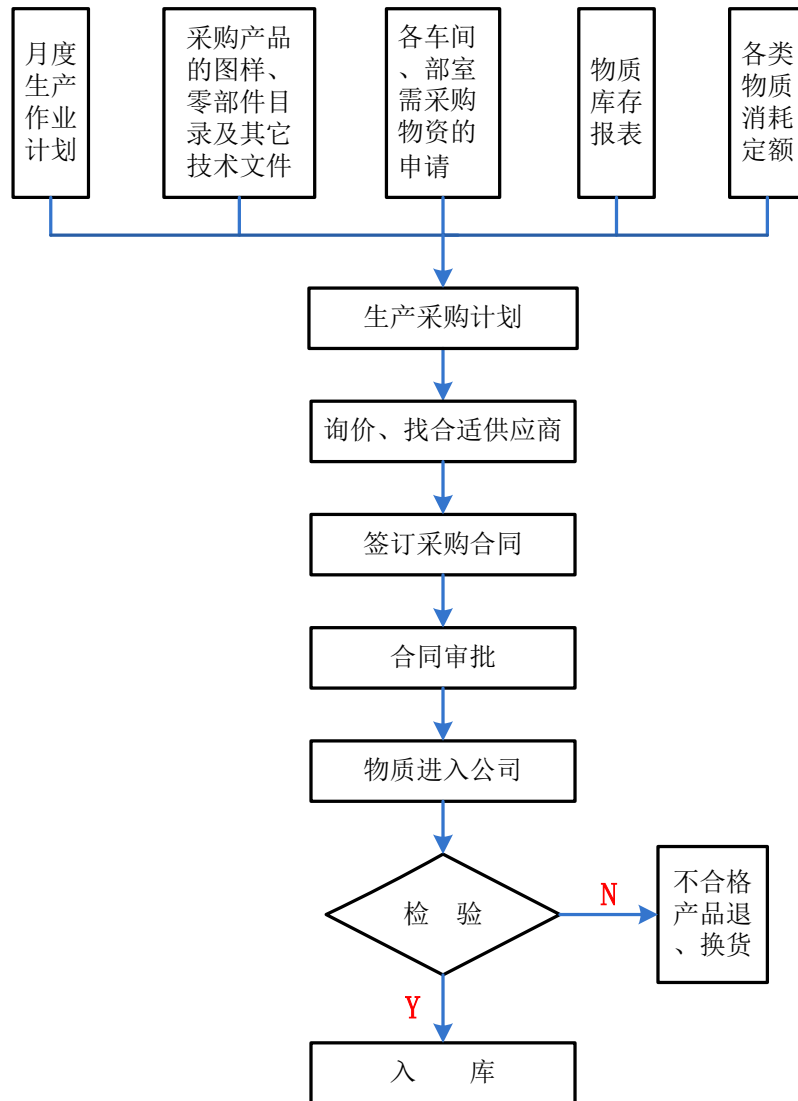 月度
生产
作业
计划
采购产品
的图样、
零部件目
录及其它
技术文件
各车间
、部室
需采购
物资的
申请
物质
库存
报表
各类
物质
消耗
定额
生产采购计划
询价、找合适供应商
签订采购合同
合同审批
物质进入公司
检 验
N
不合格
产品退
、换货
Y
入 库